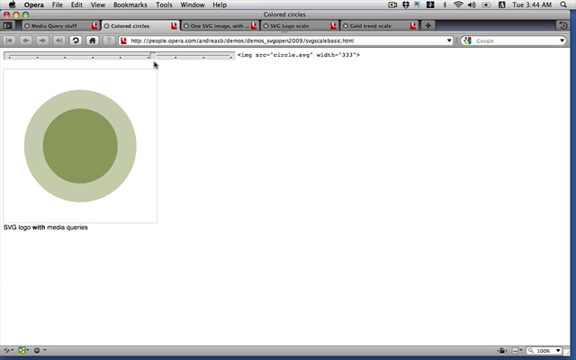 Opera File Edit View Bookmarks Tools Window Help Tue 3:44 AM
Colored circles
Media Query stuff Colored circles One SVG image, with ... SVG Logo scale Gold trend scale
http://people.opera.com/andreasb/demos/demos_svgopen2009/svgscalebasic.html Google
<img src="circle.svg" width="333">
SVG logo with media queries
100%